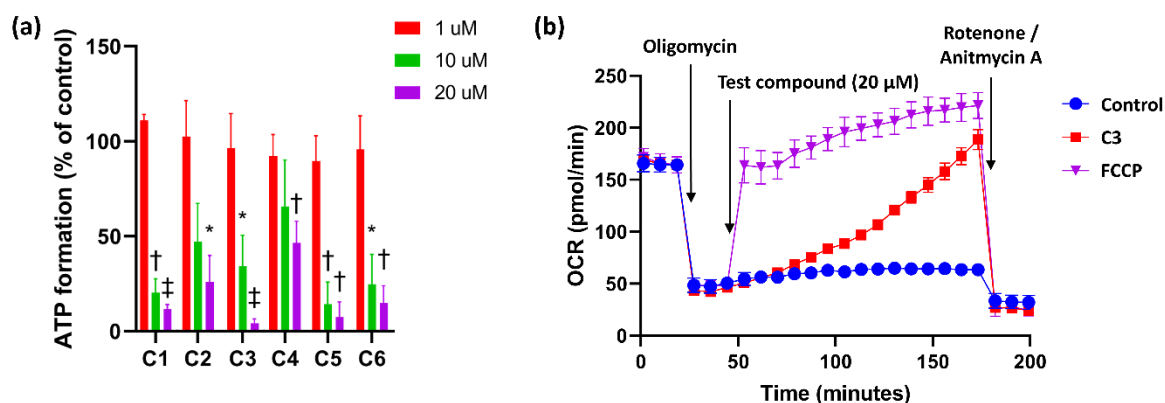 (a)
ATP formation (% of control)
150
100
50
0
C1 C2 C3 C4 C5 C6
† ‡ * * ‡ † † † * †
1 uM
10 uM
20 uM
(b)
Oligomycin
Test compound (20 µM)
Rotenone /
Anitmycin A
OCR (pmol/min)
250
200
150
100
50
0
0 50 100 150 200
Time (minutes)
Control
C3
FCCP